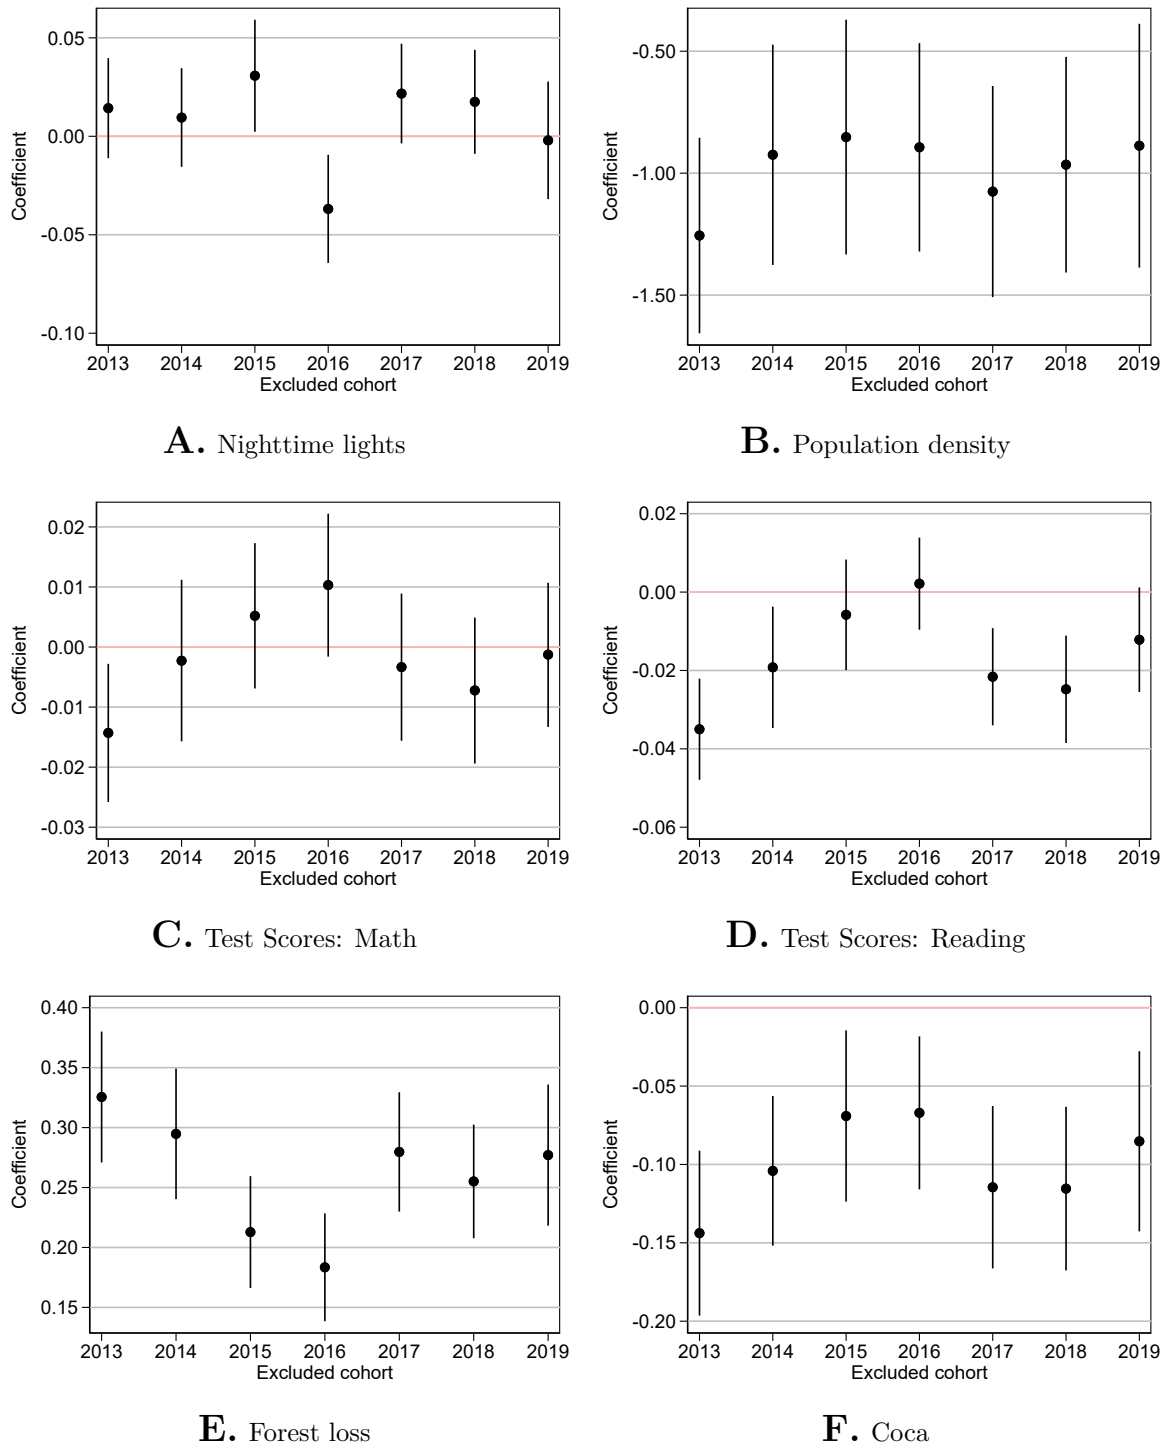 0.05
0.00
-0.05
-0.10
Coefficient
2013 2014 2015 2016 2017 2018 2019
Excluded cohort
A. Nighttime lights
-0.50
-1.00
-1.50
Coefficient
2013 2014 2015 2016 2017 2018 2019
Excluded cohort
B. Population density
0.02
0.01
0.00
-0.01
-0.02
-0.03
Coefficient
2013 2014 2015 2016 2017 2018 2019
Excluded cohort
C. Test Scores: Math
0.02
0.00
-0.02
-0.04
-0.06
Coefficient
2013 2014 2015 2016 2017 2018 2019
Excluded cohort
D. Test Scores: Reading
0.40
0.35
0.30
0.25
0.20
0.15
Coefficient
2013 2014 2015 2016 2017 2018 2019
Excluded cohort
E. Forest loss
0.00
-0.05
-0.10
-0.15
-0.20
Coefficient
2013 2014 2015 2016 2017 2018 2019
Excluded cohort
F. Coca